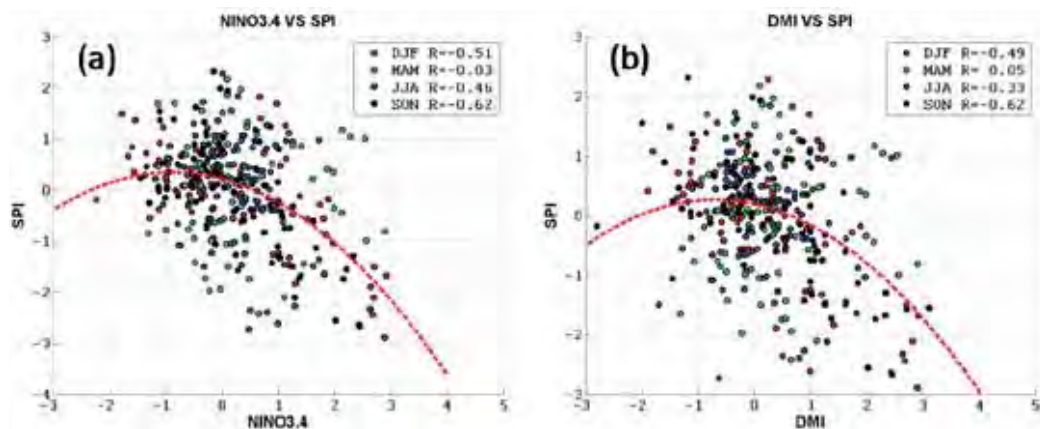 NINO3.4 VS SPI
(a)
DJF R=-0.51
MAM R=-0.03
JJA R=-0.46
SON R=-0.62
SPI
3
2
1
0
-1
-2
-3
-4
-3
-2
-1
0
1
2
3
4
5
NINO3.4
DMI VS SPI
(b)
DJF R=-0.49
MAM R= 0.05
JJA R=-0.33
SON R=-0.62
SPI
3
2
1
0
-1
-2
-3
-3
-2
-1
0
1
2
3
4
5
DMI